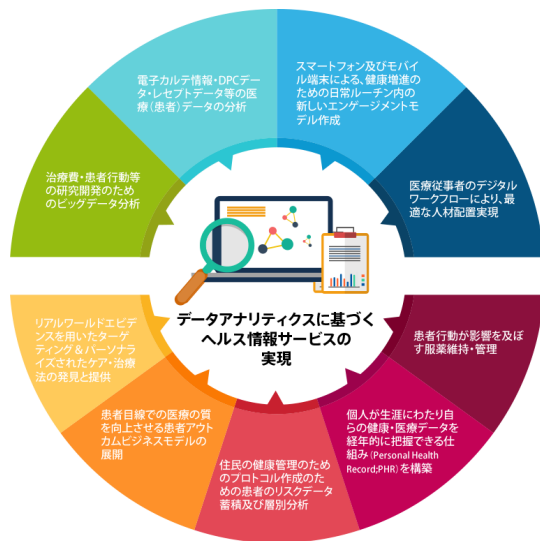 電子カルテ情報・DPCデー
タ・レセプトデータ等の医
療（患者）データの分析
スマートフォン及びモバイ
ル端末による、健康増進の
ための日常ルーチン内の
新しいエンゲージメントモ
デル作成
治療費・患者行動等
の研究開発のため
のビッグデータ分析
医療従事者のデジタル
ワークフローにより、最
適な人材配置実現
データアナリティクスに基づく
ヘルス情報サービスの
実現
リアルワールドエビデ
ンスを用いたターゲ
ティング＆パーソナラ
イズされたケア・治療
法の発見と提供
患者行動が影響を及ぼ
す服薬維持・管理
患者目線での医療の質
を向上させる患者アウト
カムビジネスモデルの
展開
個人が生涯にわたり自
らの健康・医療データを
経年的に把握できる仕
組み（Personal Health
Record;PHR）を構築
住民の健康管理のため
のプロトコル作成のた
めの患者のリスクデータ
蓄積及び層別分析